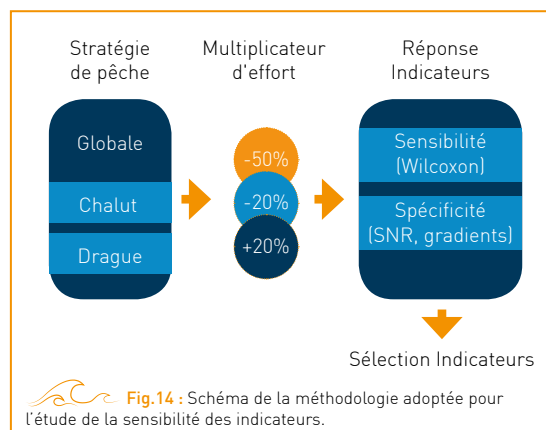 Stratégie
de pêche
Multiplicateur
d'effort
Réponse
Indicateurs
Globale
Chalut
Drague
-50%
-20%
+20%
Sensibilité
(Wilcoxon)
Spécificité
(SNR, gradients)
Sélection Indicateurs
Fig.14 : Schéma de la méthodologie adoptée pour
l'étude de la sensibilité des indicateurs.